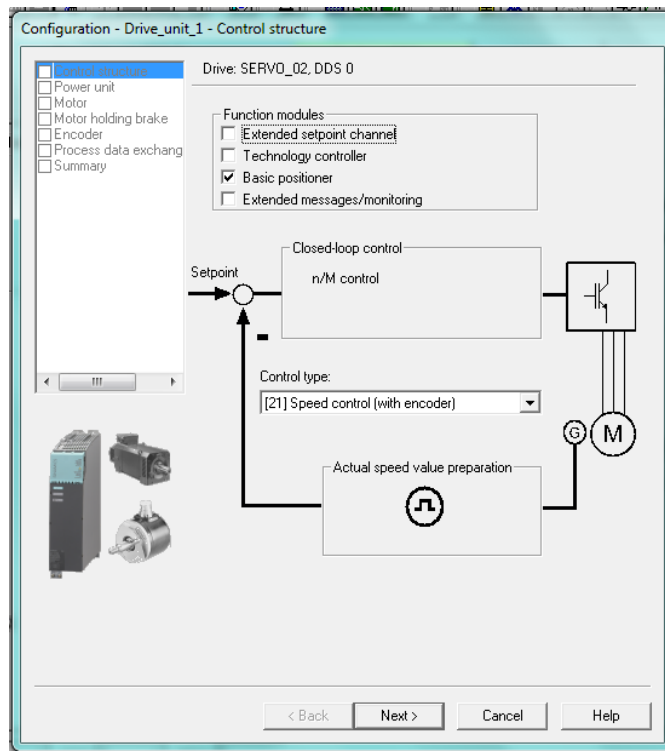 Configuration - Drive_unit_1 - Control structure
Control structure
Power unit
Motor
Motor holding brake
Encoder
Process data exchang
Summary
Drive: SERVO_02, DDS 0
Function modules
Extended setpoint channel
Technology controller
Basic positioner
Extended messages/monitoring
Closed-loop control
Setpoint
n/M control
-
Control type:
[21] Speed control (with encoder)
G
M
Actual speed value preparation
< Back
Next >
Cancel
Help